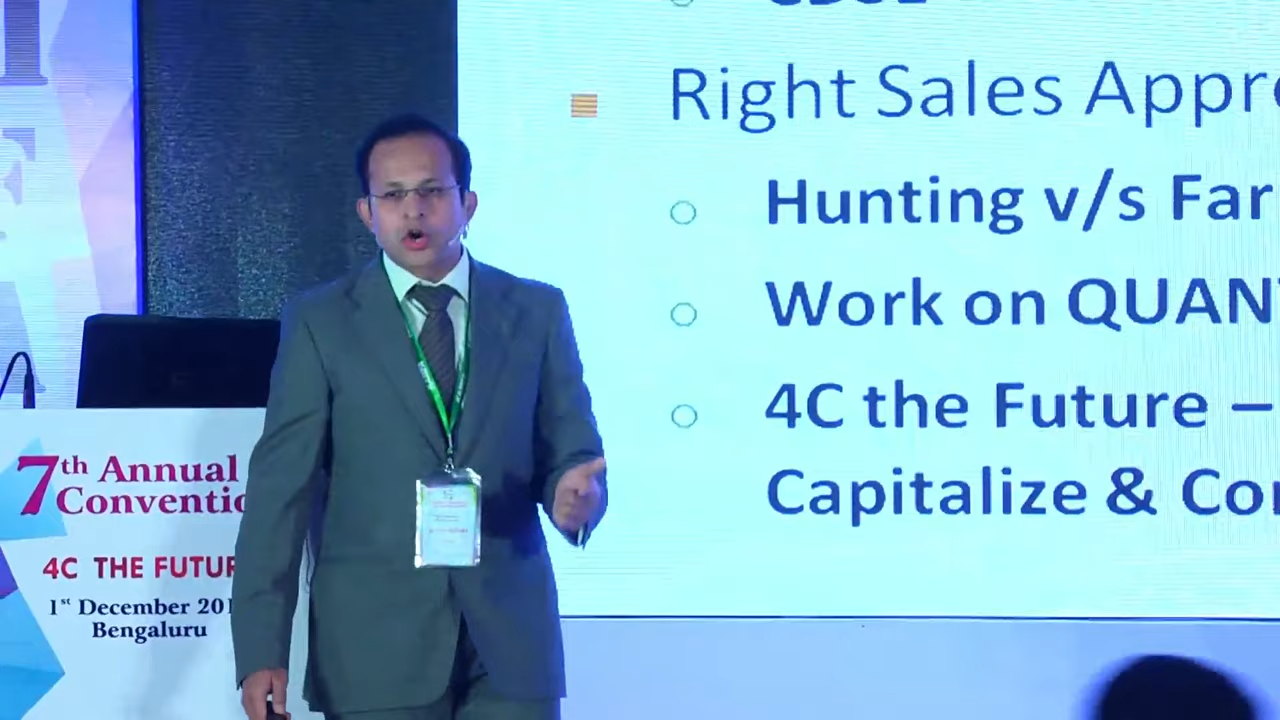 7th Annual
Conventio
4C THE FUTUR
1st December 201
Bengaluru
Right Sales Appr
Hunting v/s Far
Work on QUAN
4C the Future –
Capitalize & Co